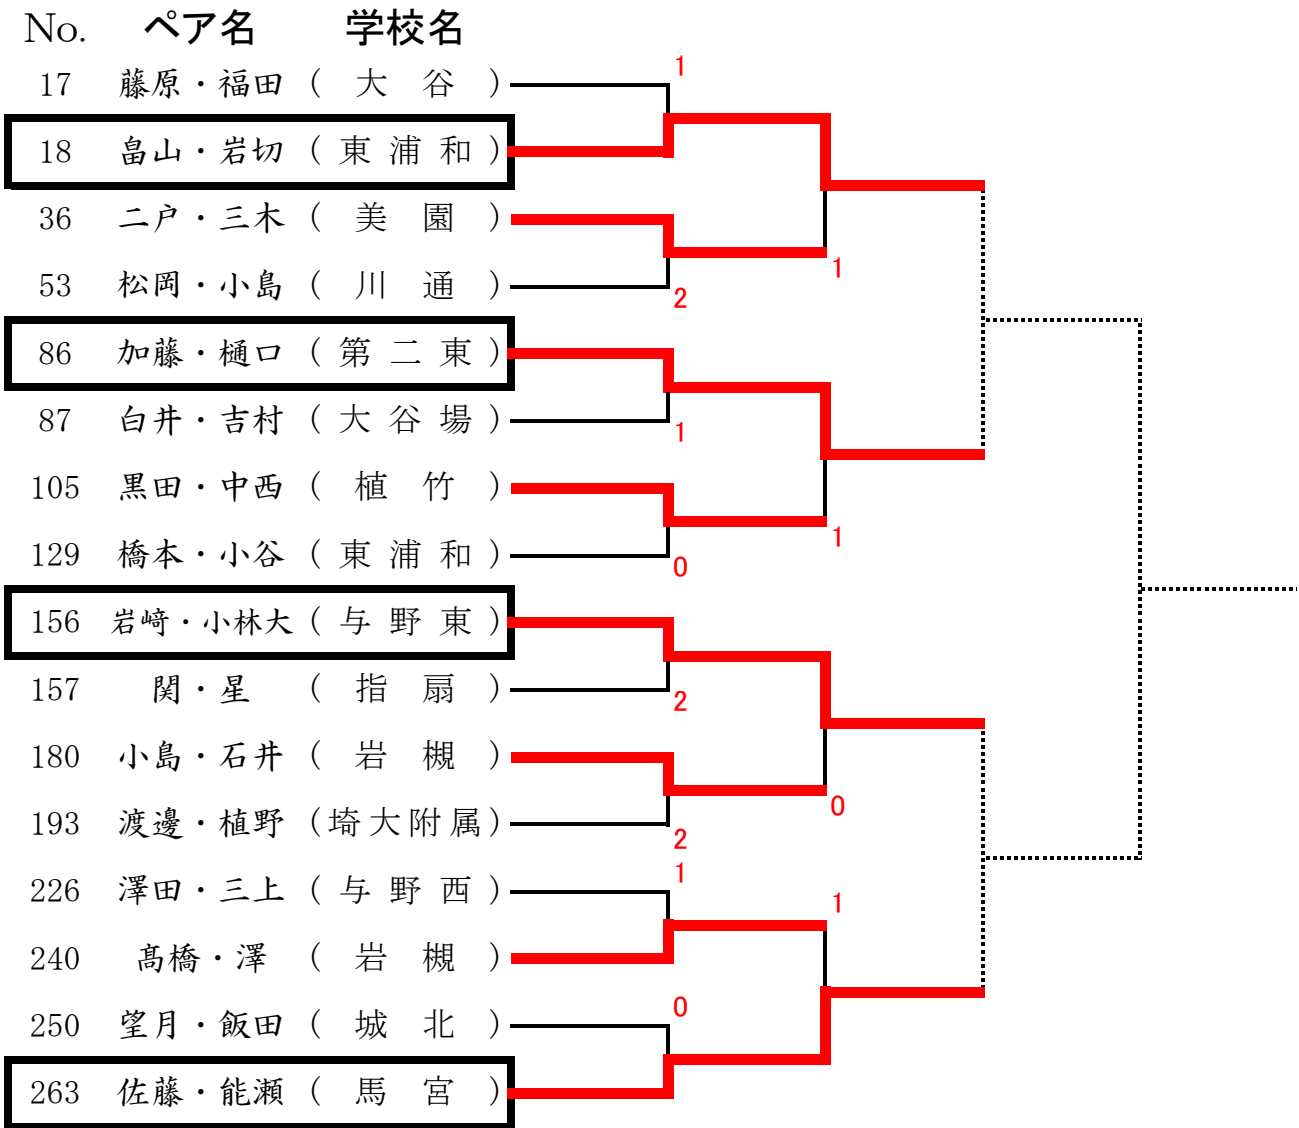 No. ペア名 学校名
1
17 藤原・福田 ( 大 谷 )
18 畠山・岩切 ( 東 浦 和 )
36 二戸・三木 ( 美 園 )
1
53 松岡・小島 ( 川 通 )
2
86 加藤・樋口 ( 第 二 東 )
87 白井・吉村 ( 大 谷 場 )
1
105 黒田・中西 ( 植 竹 )
1
129 橋本・小谷 ( 東 浦 和 )
0
156 岩﨑・小林大 ( 与 野 東 )
157 関・星 ( 指 扇 )
2
180 小島・石井 ( 岩 槻 )
0
193 渡邊・植野 (埼大附属)
2
1
226 澤田・三上 ( 与 野 西 )
1
240 髙橋・澤 ( 岩 槻 )
0
250 望月・飯田 ( 城 北 )
263 佐藤・能瀬 ( 馬 宮 )